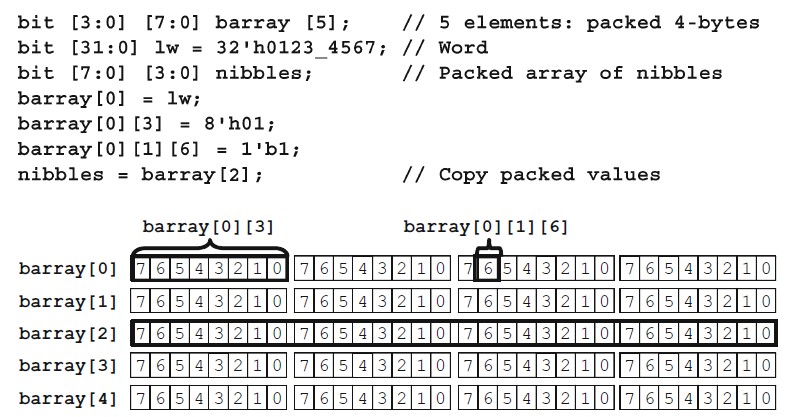 bit [3:0] [7:0] barray [5]; // 5 elements: packed 4-bytes
bit [31:0] lw = 32'h0123_4567; // Word
bit [7:0] [3:0] nibbles; // Packed array of nibbles
barray[0] = lw;
barray[0][3] = 8'h01;
barray[0][1][6] = 1'b1;
nibbles = barray[2]; // Copy packed values
barray[0][3] barray[0][1][6]
barray[0] 7 6 5 4 3 2 1 0 7 6 5 4 3 2 1 0 7 6 5 4 3 2 1 0 7 6 5 4 3 2 1 0
barray[1] 7 6 5 4 3 2 1 0 7 6 5 4 3 2 1 0 7 6 5 4 3 2 1 0 7 6 5 4 3 2 1 0
barray[2] 7 6 5 4 3 2 1 0 7 6 5 4 3 2 1 0 7 6 5 4 3 2 1 0 7 6 5 4 3 2 1 0
barray[3] 7 6 5 4 3 2 1 0 7 6 5 4 3 2 1 0 7 6 5 4 3 2 1 0 7 6 5 4 3 2 1 0
barray[4] 7 6 5 4 3 2 1 0 7 6 5 4 3 2 1 0 7 6 5 4 3 2 1 0 7 6 5 4 3 2 1 0